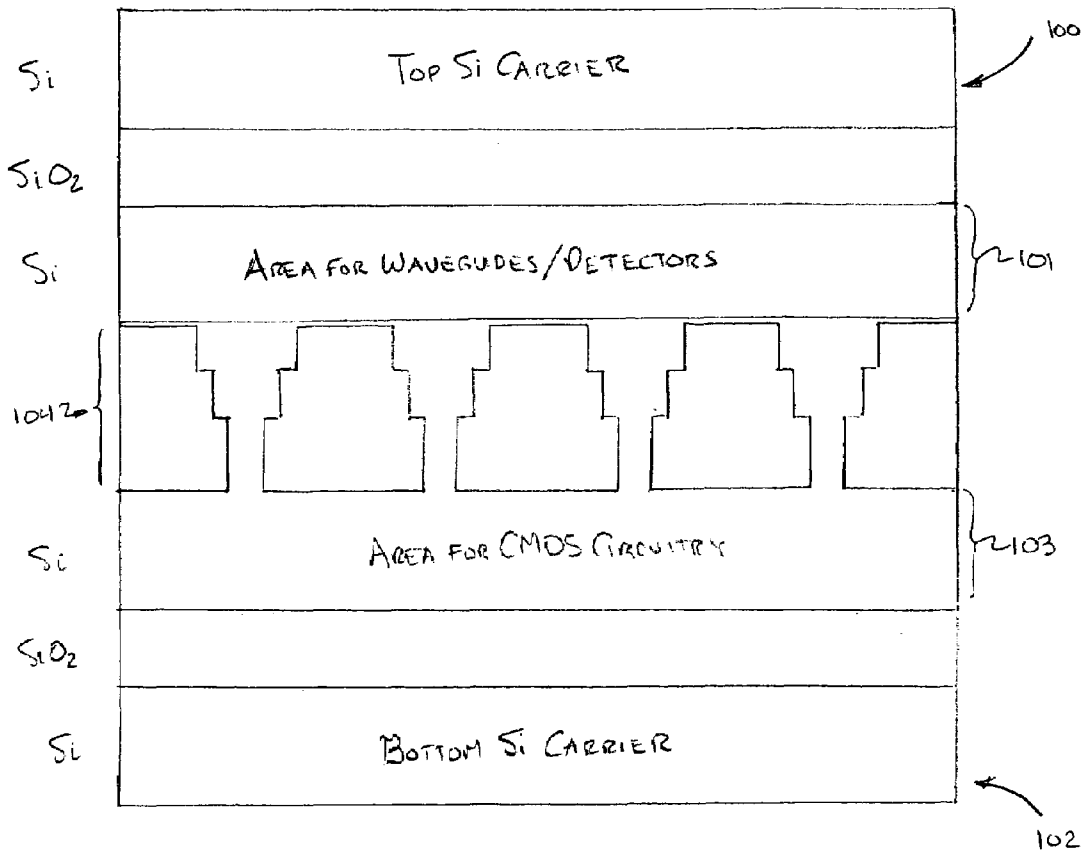 100
Si
TOP Si CARRIER
SiO2
Si
AREA FOR WAVEGUIDES/DETECTORS
101
1042
Si
AREA FOR CMOS CIRCUITRY
103
SiO2
Si
BOTTOM Si CARRIER
102